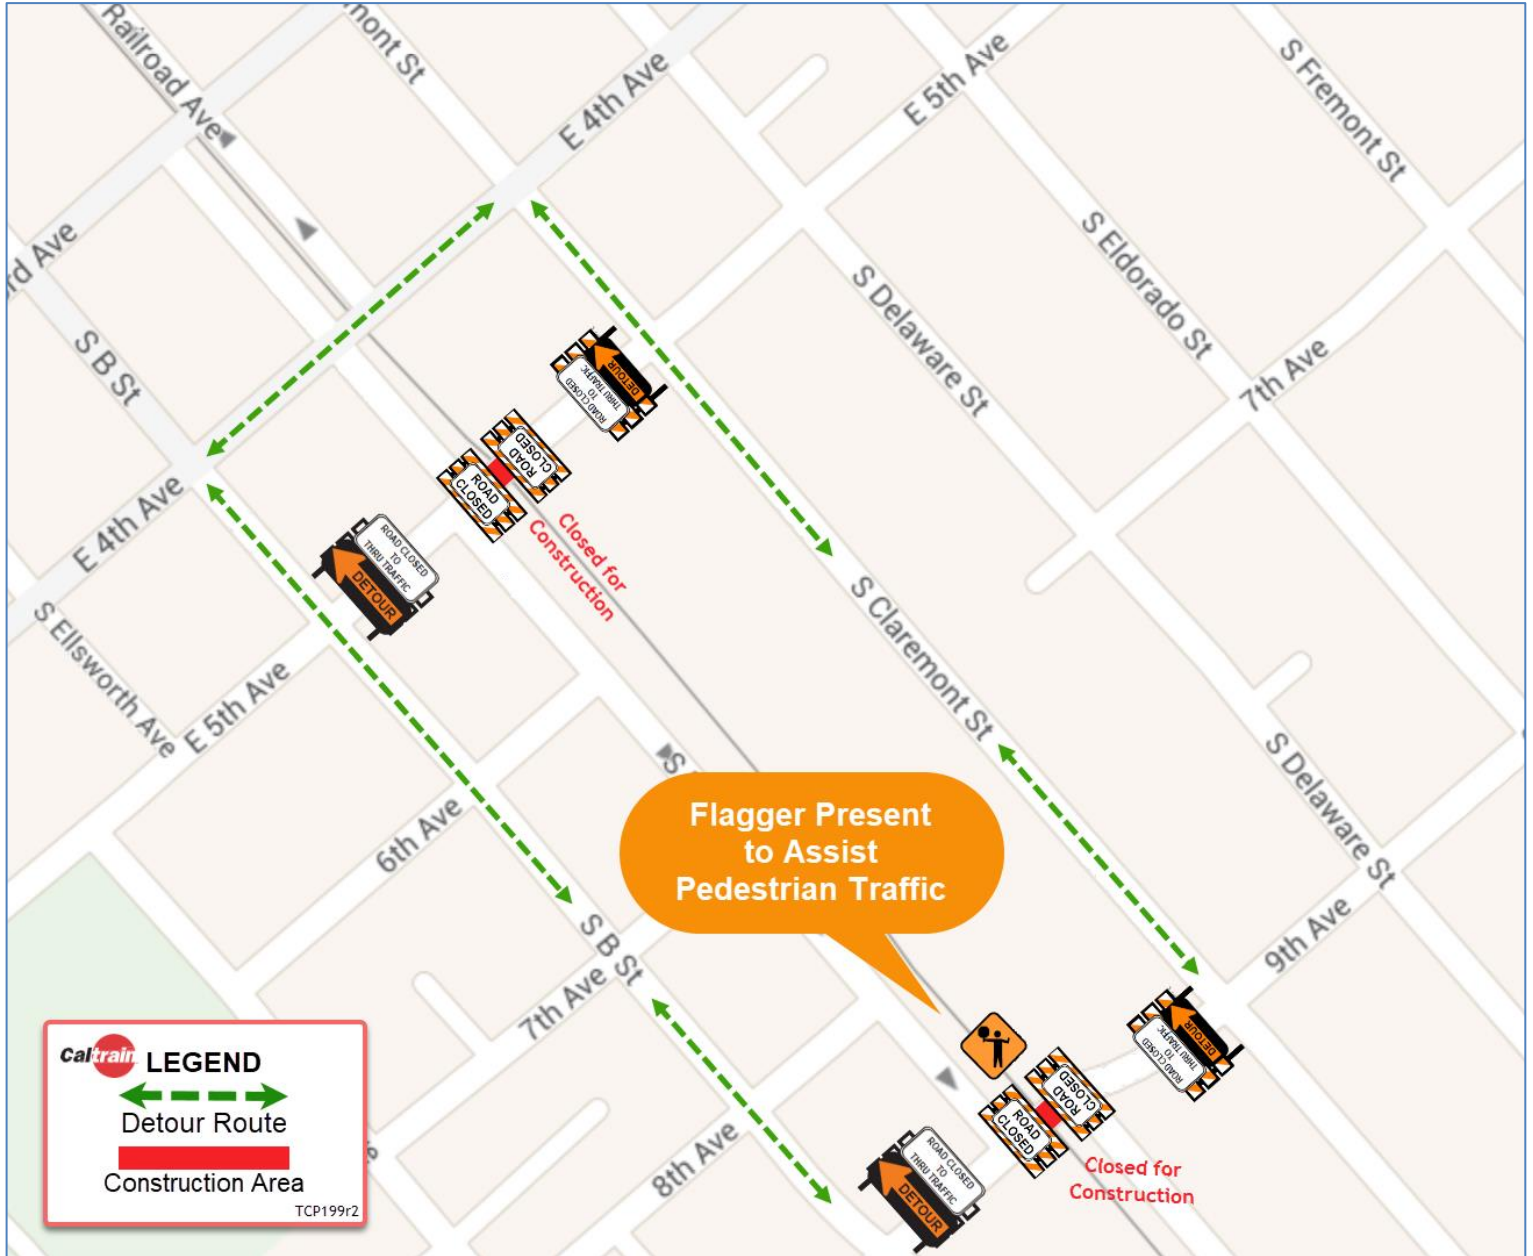 Railroad Ave
mont St
E 4th Ave
E 5th Ave
S Fremont St
rd Ave
S B St
S Delaware St
S Eldorado St
7th Ave
DETOUR
ROAD CLOSED
TO
THRU TRAFFIC
ROAD
CLOSED
ROAD
CLOSED
Closed for
Construction
E 4th Ave
ROAD CLOSED
TO
THRU TRAFFIC
DETOUR
S Ellsworth Ave
E 5th Ave
S Claremont St
6th Ave
S
Flagger Present
to Assist
Pedestrian Traffic
S Delaware St
S B St
7th Ave
9th Ave
DETOUR
ROAD CLOSED
TO
THRU TRAFFIC
ROAD
CLOSED
ROAD
CLOSED
8th Ave
ROAD CLOSED
TO
THRU TRAFFIC
DETOUR
Closed for
Construction
Caltrain LEGEND
Detour Route
Construction Area
TCP199r2